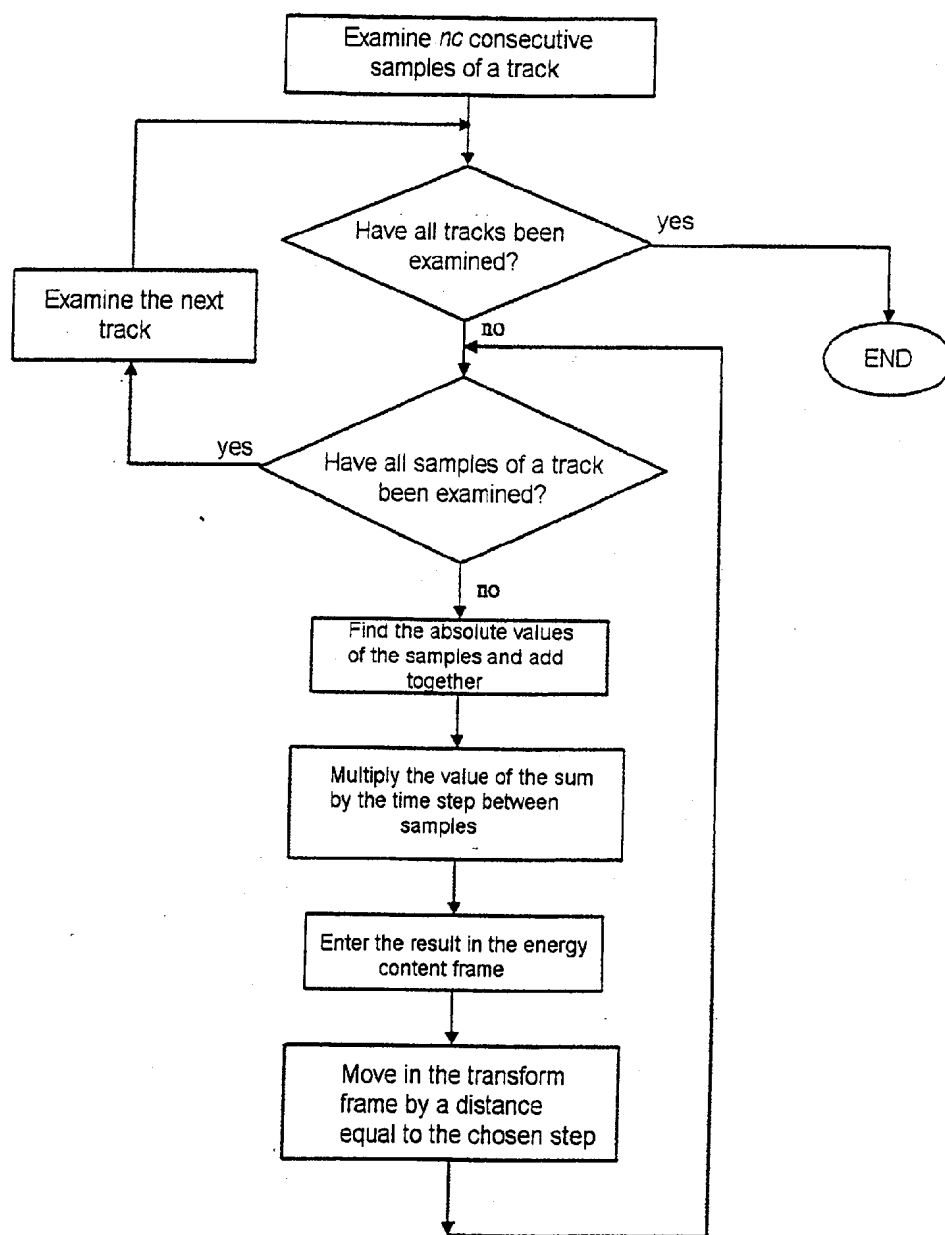 Examine nc consecutive
samples of a track
Have all tracks been
examined?
yes
Examine the next
track
no
END
yes
Have all samples of a track
been examined?
no
Find the absolute values
of the samples and add
together
Multiply the value of the sum
by the time step between
samples
Enter the result in the energy
content frame
Move in the transform
frame by a distance
equal to the chosen step